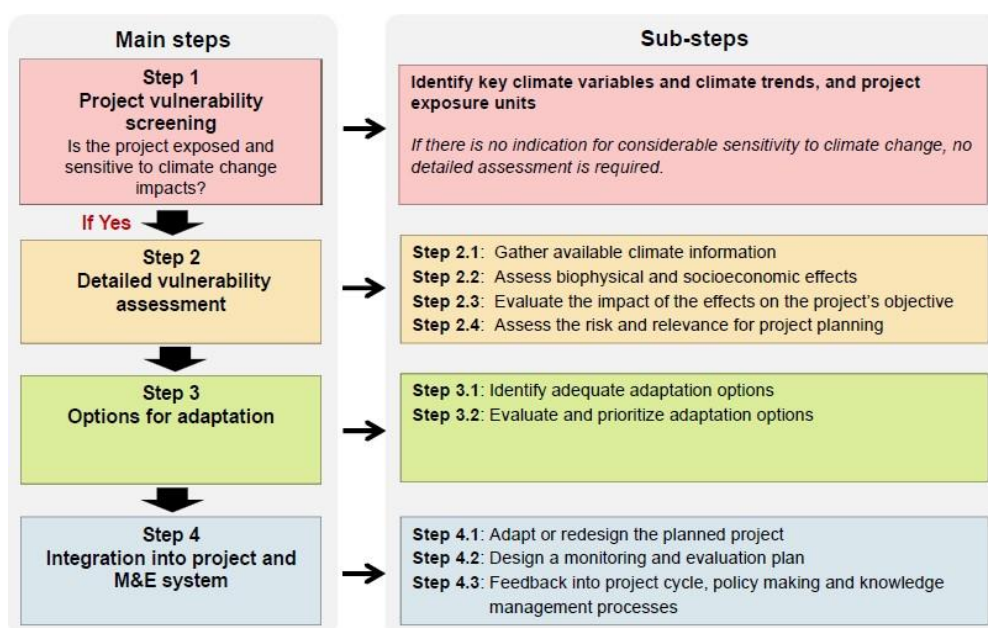 Main steps
Step 1
Project vulnerability
screening
Is the project exposed and
sensitive to climate change
impacts?
If Yes
Step 2
Detailed vulnerability
assessment
Step 3
Options for adaptation
Step 4
Integration into project and
M&E system
Sub-steps
Identify key climate variables and climate trends, and project
exposure units
If there is no indication for considerable sensitivity to climate change, no
detailed assessment is required.
Step 2.1: Gather available climate information
Step 2.2: Assess biophysical and socioeconomic effects
Step 2.3: Evaluate the impact of the effects on the project's objective
Step 2.4: Assess the risk and relevance for project planning
Step 3.1: Identify adequate adaptation options
Step 3.2: Evaluate and prioritize adaptation options
Step 4.1: Adapt or redesign the planned project
Step 4.2: Design a monitoring and evaluation plan
Step 4.3: Feedback into project cycle, policy making and knowledge
management processes